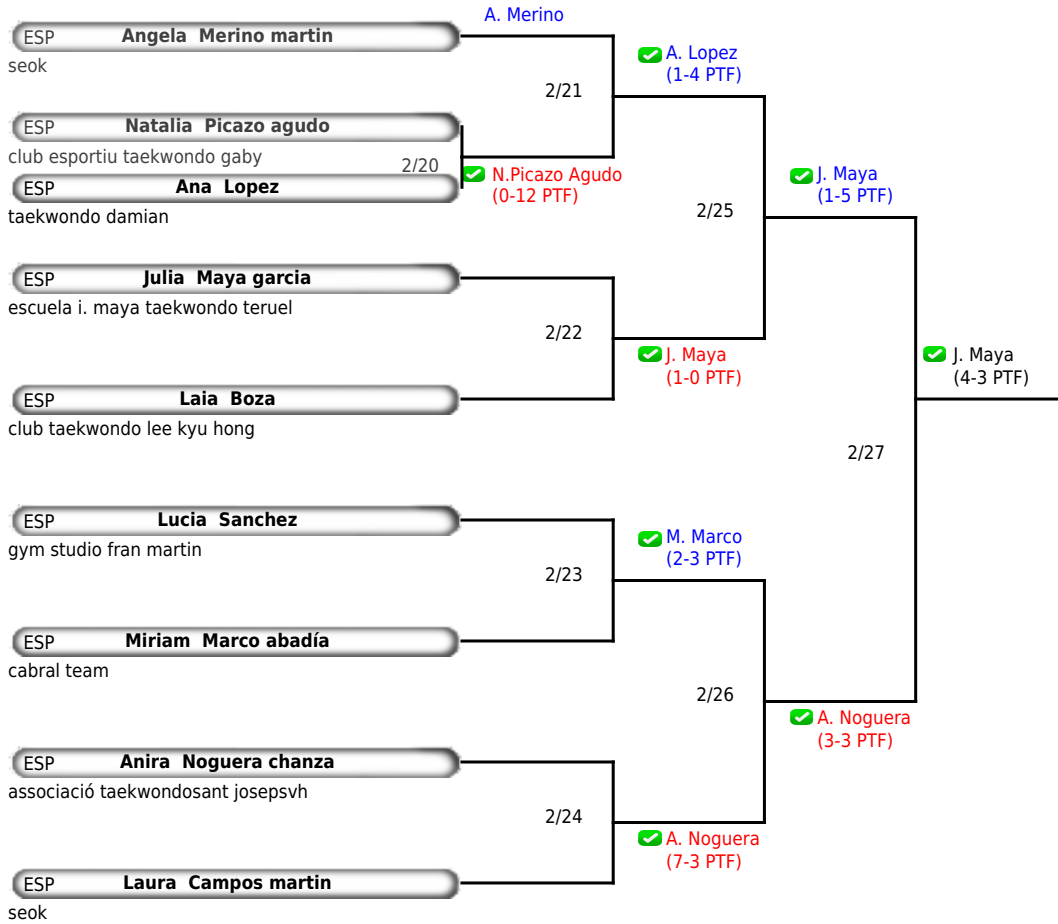 A. Merino
ESP Angela Merino martin
seok
A. Lopez
(1-4 PTF)
2/21
ESP Natalia Picazo agudo
club esportiu taekwondo gaby
2/20
N.Picazo Agudo
(0-12 PTF)
ESP Ana Lopez
taekwondo damian
J. Maya
(1-5 PTF)
2/25
ESP Julia Maya garcia
escuela i. maya taekwondo teruel
2/22
J. Maya
(1-0 PTF)
J. Maya
(4-3 PTF)
ESP Laia Boza
club taekwondo lee kyu hong
2/27
ESP Lucia Sanchez
gym studio fran martin
M. Marco
(2-3 PTF)
2/23
ESP Miriam Marco abadía
cabral team
2/26
A. Noguera
(3-3 PTF)
ESP Anira Noguera chanza
associació taekwondosant josepsvh
2/24
A. Noguera
(7-3 PTF)
ESP Laura Campos martin
seok